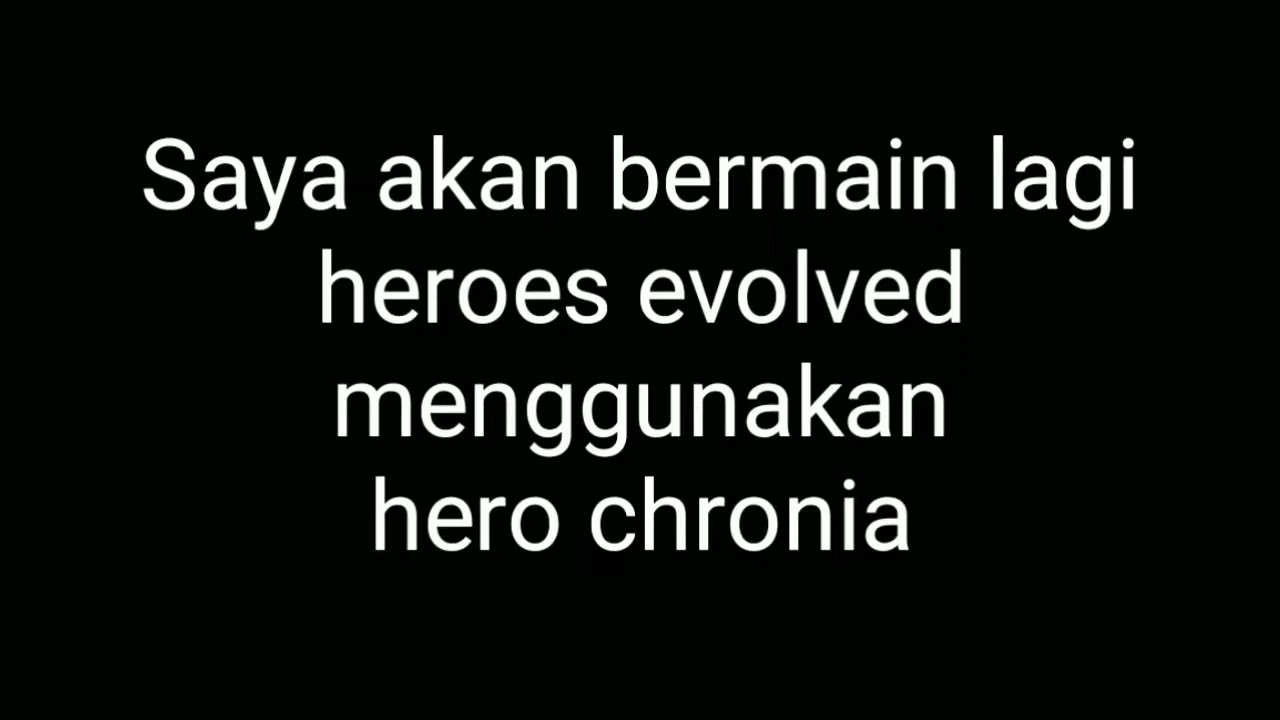 Saya akan bermain lagi
heroes evolved
menggunakan
hero chronia